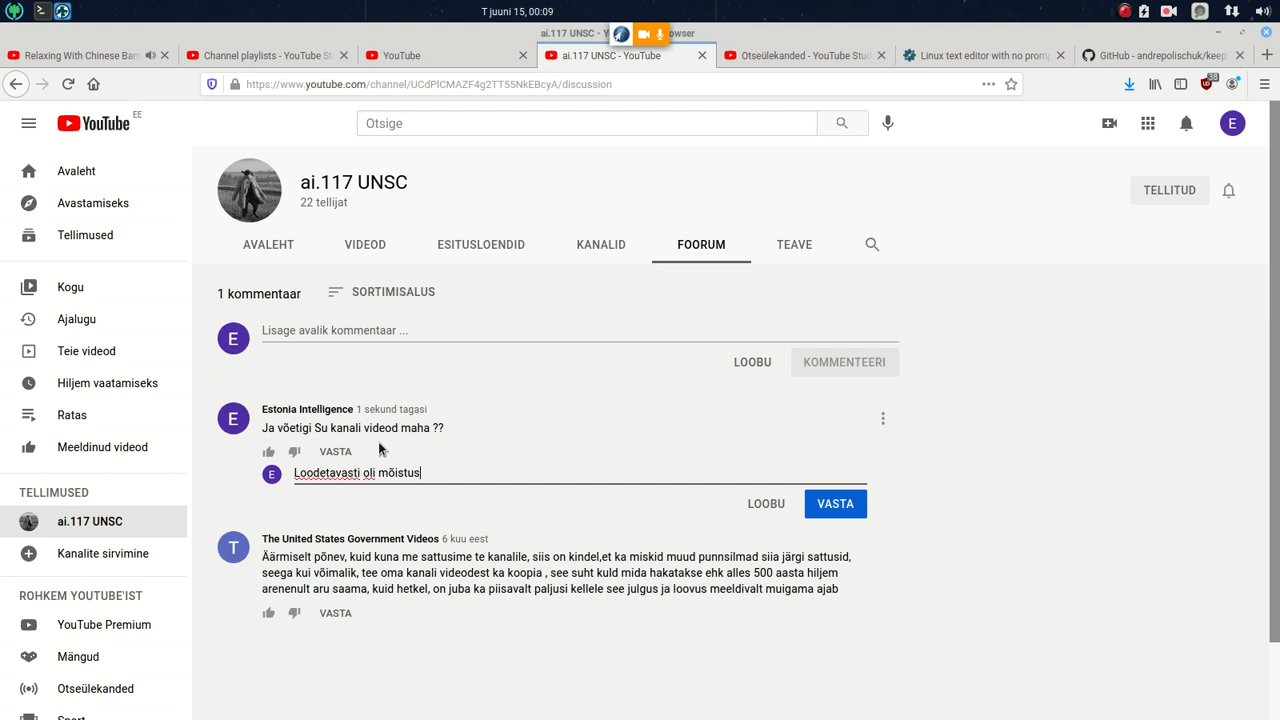 T juuni 15, 00:09
ai.117 UNSC - Y
owser
Relaxing With Chinese Bam
Channel playlists - YouTube St
YouTube
ai.117 UNSC - YouTube
Otseülekanded - YouTube Stud
Linux text editor with no promp
GitHub - andrepolischuk/keep
https://www.youtube.com/channel/UCdPlCMAZF4g2TT55NkEBcyA/discussion
38
YouTube EE
Otsige
E
Avaleht
Avastamiseks
Tellimused
Kogu
Ajalugu
Teie videod
Hiljem vaatamiseks
Ratas
Meeldinud videod
TELLIMUSED
ai.117 UNSC
Kanalite sirvimine
ROHKEM YOUTUBE'IST
YouTube Premium
Mängud
Otseülekanded
Sport
ai.117 UNSC
22 tellijat
TELLITUD
AVALEHT
VIDEOD
ESITUSLOENDID
KANALID
FOORUM
TEAVE
1 kommentaar
SORTIMISALUS
E
Lisage avalik kommentaar ...
LOOBU
KOMMENTEERI
E
Estonia Intelligence 1 sekund tagasi
Ja võetigi Su kanali videod maha ??
VASTA
E
Loodetavasti oli mõistus
LOOBU
VASTA
T
The United States Government Videos 6 kuu eest
Äärmiselt põnev, kuid kuna me sattusime te kanalile, siis on kindel,et ka miskid muud punnsilmad siia järgi sattusid,
seega kui võimalik, tee oma kanali videodest ka koopia , see suht kuld mida hakatakse ehk alles 500 aasta hiljem
arenenult aru saama, kuid hetkel, on juba ka piisavalt paljusi kellele see julgus ja loovus meeldivalt muigama ajab
VASTA